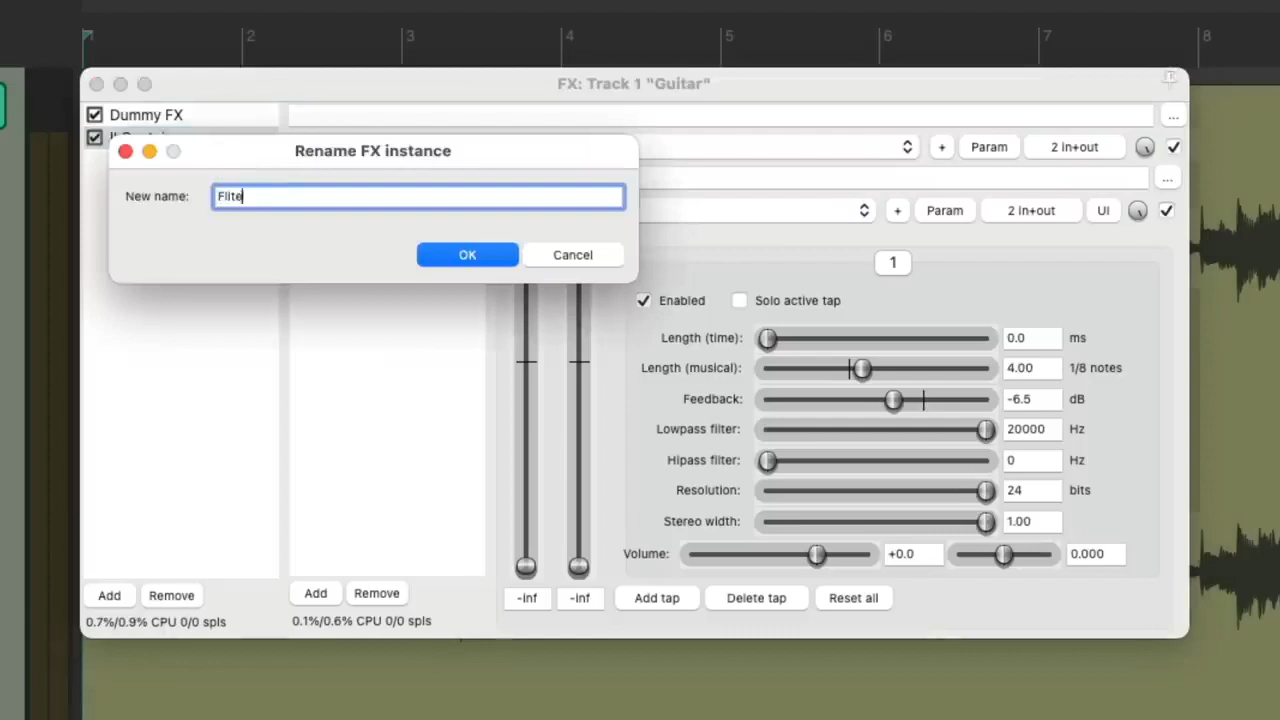 1 2 3 4 5 6 7 8
FX: Track 1 "Guitar"
Dummy FX
...
Rename FX instance
+ Param 2 in+out
New name: Flite
...
+ Param 2 in+out UI
OK Cancel
1
Enabled Solo active tap
Length (time): 0.0 ms
Length (musical): 4.00 1/8 notes
Feedback: -6.5 dB
Lowpass filter: 20000 Hz
Hipass filter: 0 Hz
Resolution: 24 bits
Stereo width: 1.00
Volume: +0.0 0.000
Add Remove Add Remove -inf -inf Add tap Delete tap Reset all
0.7%/0.9% CPU 0/0 spls 0.1%/0.6% CPU 0/0 spls